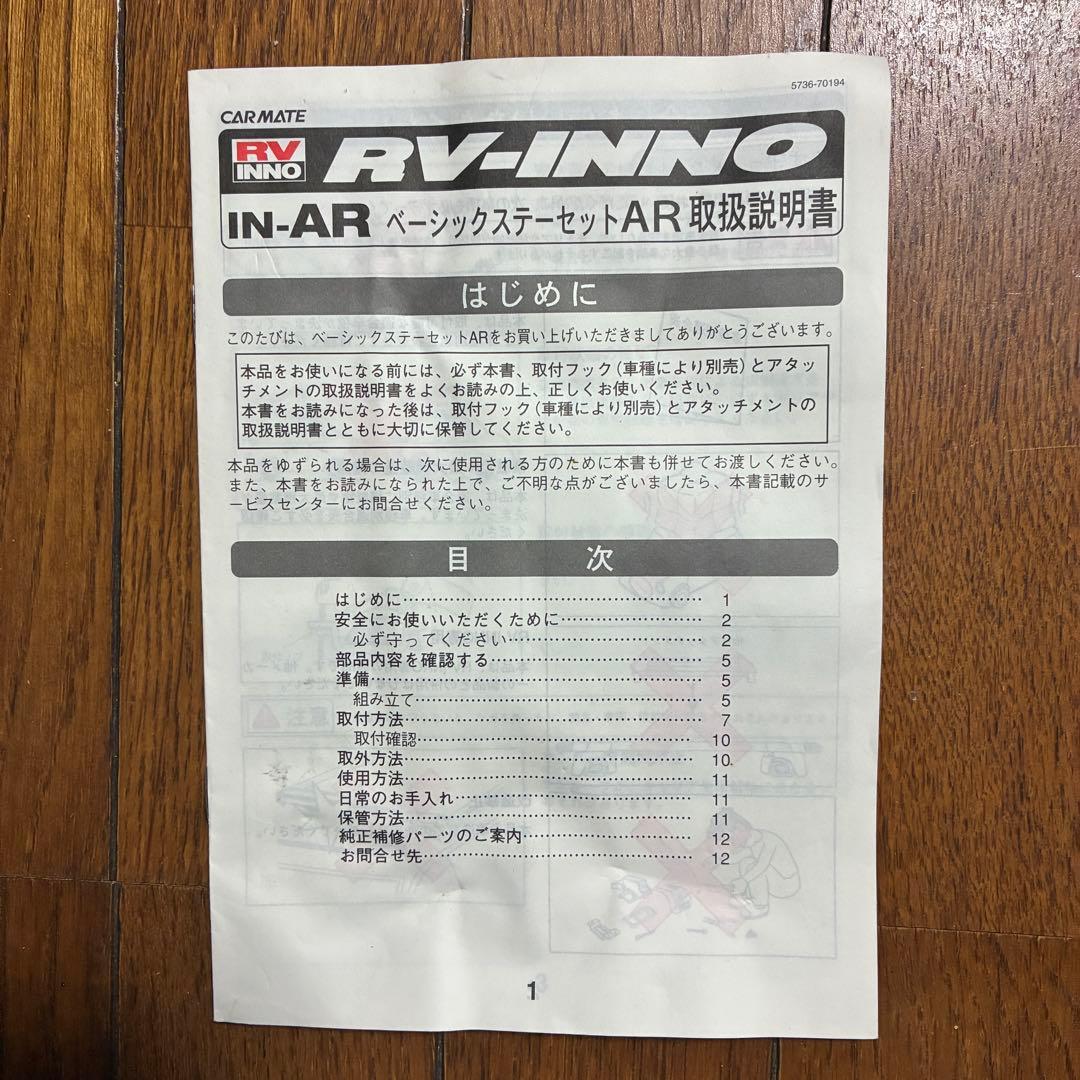 5736-70194
CARMATE
RV INNO RV-INNO
IN-AR ベーシックステーセットAR 取扱説明書
はじめに
このたびは、ベーシックステーセットARをお買い上げいただきましてありがとうございます。
本品をお使いになる前には、必ず本書、取付フック（車種により別売）とアタッ
チメントの取扱説明書をよくお読みの上、正しくお使いください。
本書をお読みになった後は、取付フック（車種により別売）とアタッチメントの
取扱説明書とともに大切に保管してください。
本品をゆずられる場合は、次に使用される方のために本書も併せてお渡しください。
また、本書をお読みになられた上で、ご不明な点がございましたら、本書記載のサ
ービスセンターにお問合せください。
目 次
はじめに…………………………………… 1
安全にお使いいただくために…………………… 2
必ず守ってください…………………… 2
部品内容を確認する…………………… 5
準備…………………………………… 5
組み立て…………………………………… 5
取付方法…………………………………… 7
取付確認…………………………………… 10
取外方法…………………………………… 10
使用方法…………………………………… 11
日常のお手入れ…………………………… 11
保管方法…………………………………… 11
純正補修パーツのご案内…………………… 12
お問合せ先…………………………………… 12
1